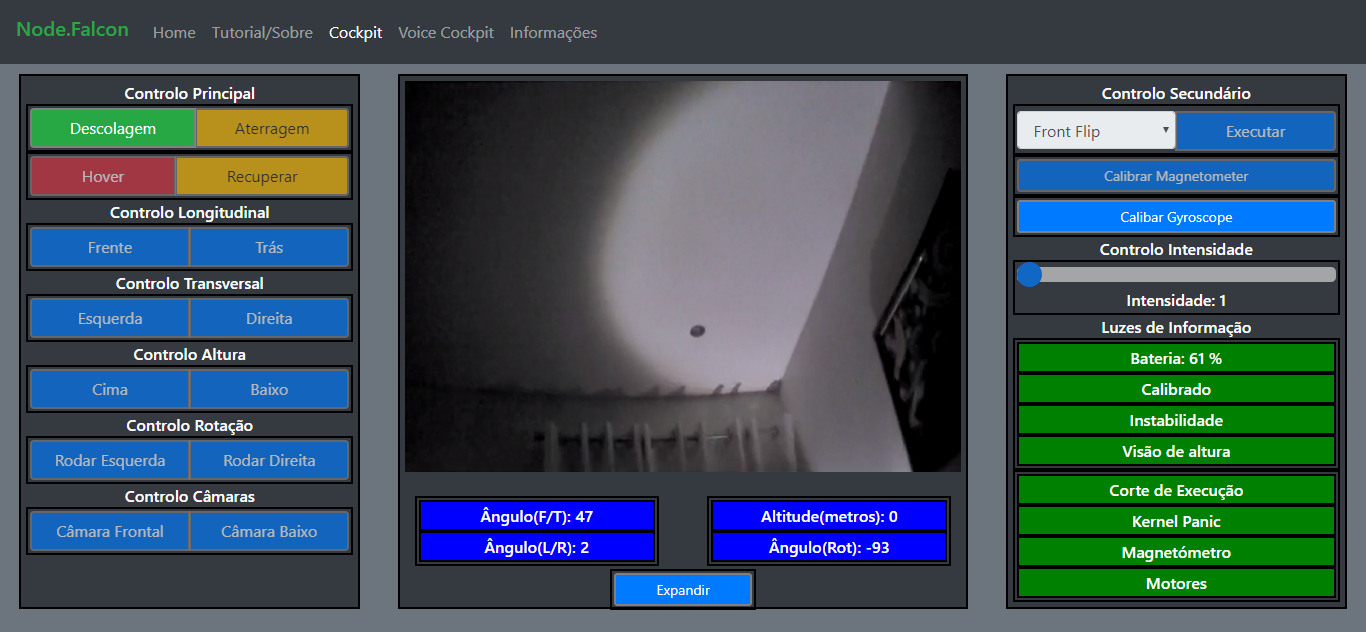 Node.Falcon Home Tutorial/Sobre Cockpit Voice Cockpit Informações
Controlo Principal
Descolagem Aterragem
Hover Recuperar
Controlo Longitudinal
Frente Trás
Controlo Transversal
Esquerda Direita
Controlo Altura
Cima Baixo
Controlo Rotação
Rodar Esquerda Rodar Direita
Controlo Câmaras
Câmara Frontal Câmara Baixo
Ângulo(F/T): 47
Ângulo(L/R): 2
Altitude(metros): 0
Ângulo(Rot): -93
Expandir
Controlo Secundário
Front Flip Executar
Calibrar Magnetometer
Calibar Gyroscope
Controlo Intensidade
Intensidade: 1
Luzes de Informação
Bateria: 61 %
Calibrado
Instabilidade
Visão de altura
Corte de Execução
Kernel Panic
Magnetómetro
Motores